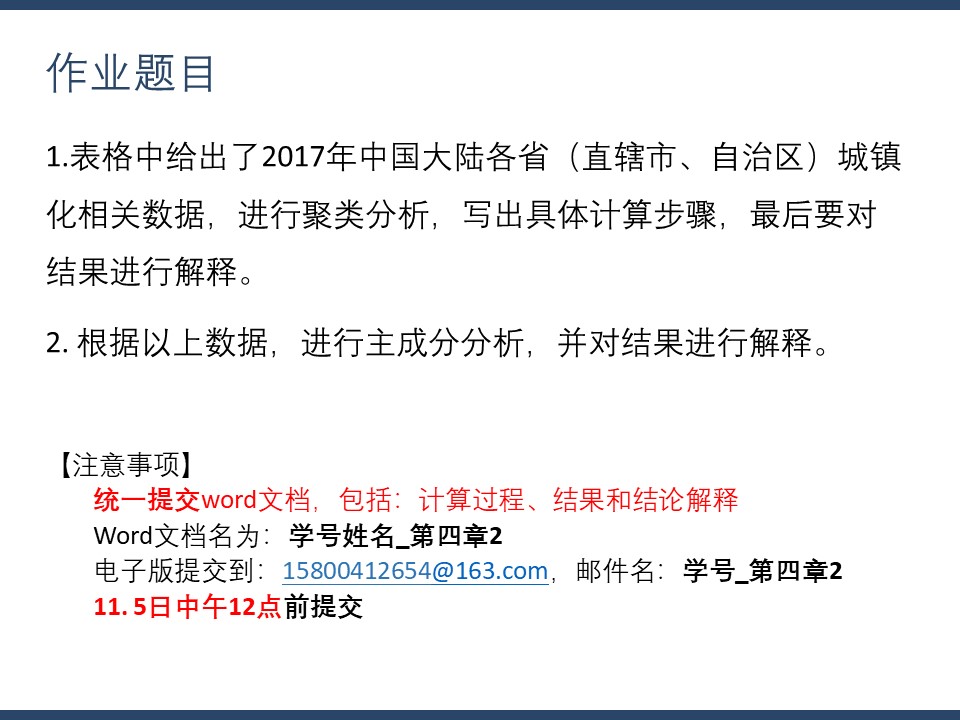 作业题目
1.表格中给出了2017年中国大陆各省（直辖市、自治区）城镇
化相关数据，进行聚类分析，写出具体计算步骤，最后要对
结果进行解释。
2. 根据以上数据，进行主成分分析，并对结果进行解释。
【注意事项】
统一提交word文档，包括：计算过程、结果和结论解释
Word文档名为：学号姓名_第四章2
电子版提交到：15800412654@163.com，邮件名：学号_第四章2
11. 5日中午12点前提交